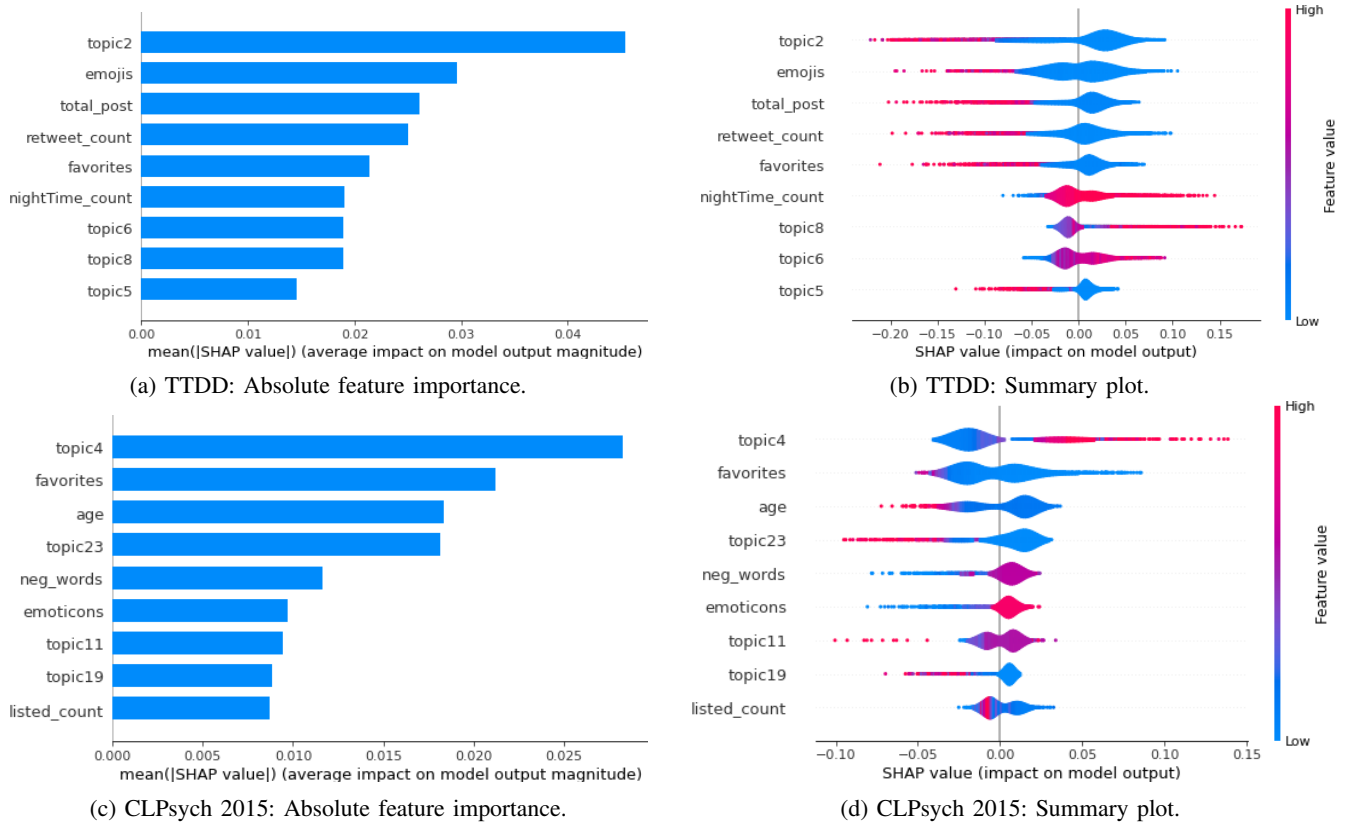 topic2
emojis
total_post
retweet_count
favorites
nightTime_count
topic6
topic8
topic5
0.00 0.01 0.02 0.03 0.04
mean(|SHAP value|) (average impact on model output magnitude)
(a) TTDD: Absolute feature importance.
topic2
emojis
total_post
retweet_count
favorites
nightTime_count
topic8
topic6
topic5
−0.20 −0.15 −0.10 −0.05 0.00 0.05 0.10 0.15
SHAP value (impact on model output)
High
Feature value
Low
(b) TTDD: Summary plot.
topic4
favorites
age
topic23
neg_words
emoticons
topic11
topic19
listed_count
0.000 0.005 0.010 0.015 0.020 0.025
mean(|SHAP value|) (average impact on model output magnitude)
(c) CLPsych 2015: Absolute feature importance.
topic4
favorites
age
topic23
neg_words
emoticons
topic11
topic19
listed_count
−0.10 −0.05 0.00 0.05 0.10 0.15
SHAP value (impact on model output)
High
Feature value
Low
(d) CLPsych 2015: Summary plot.